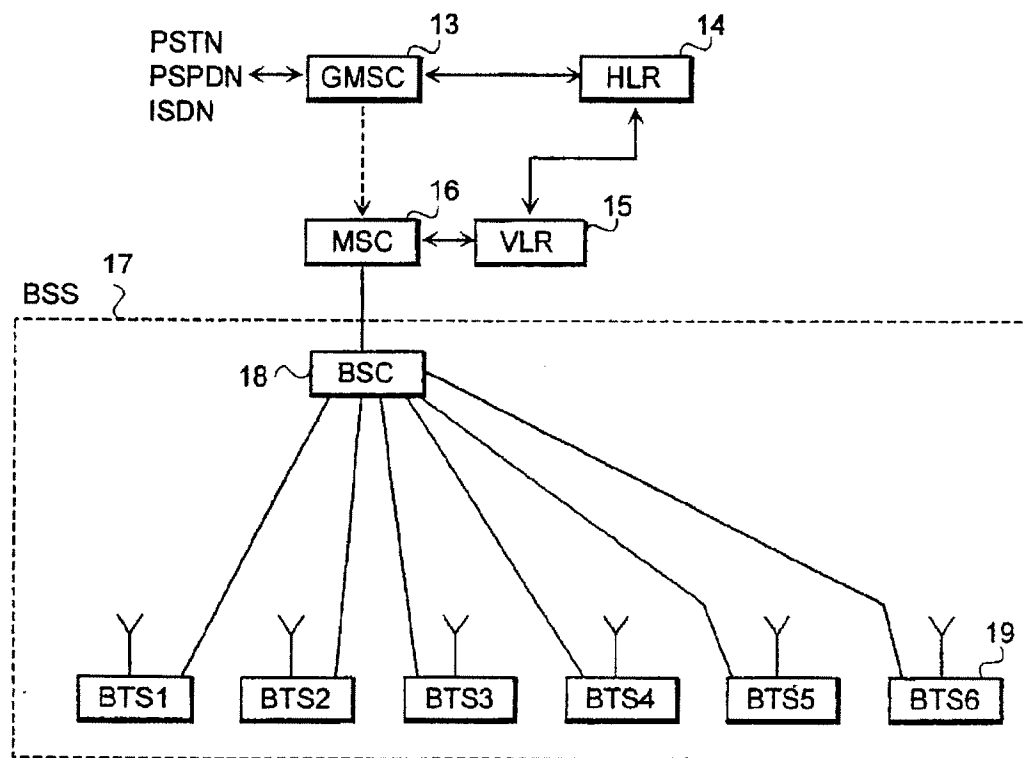 13
14
PSTN
PSPDN
ISDN
GMSC
HLR
16
15
MSC
VLR
17
BSS
18
BSC
19
BTS1
BTS2
BTS3
BTS4
BTS5
BTS6